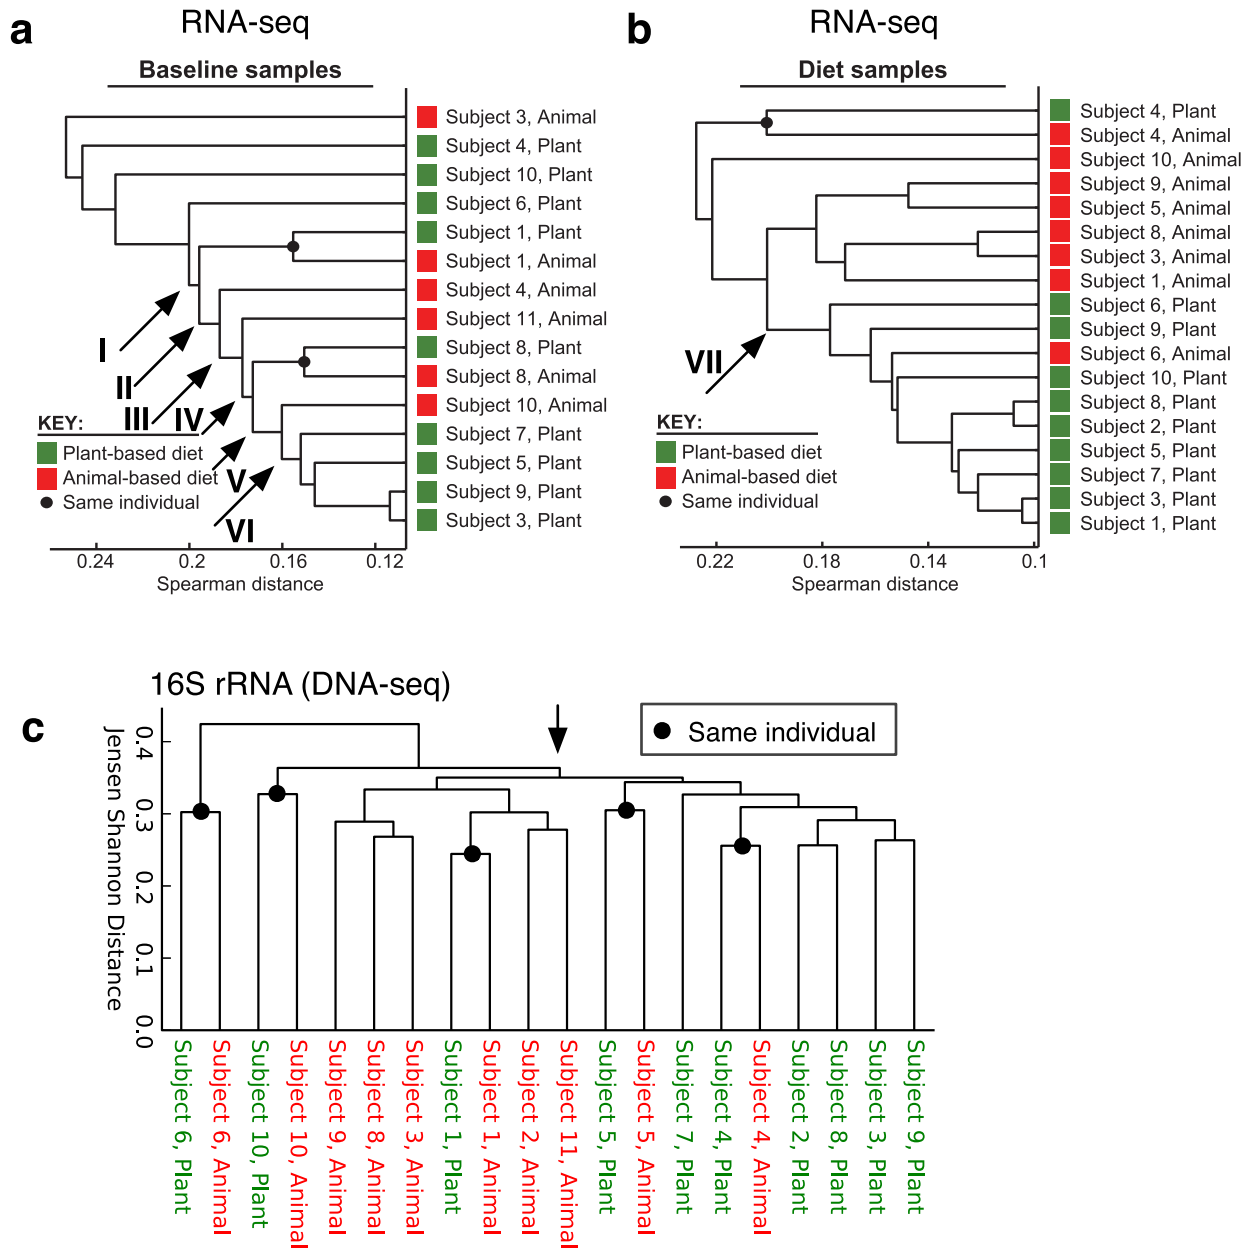 a
RNA-seq
Baseline samples
Subject 3, Animal
Subject 4, Plant
Subject 10, Plant
Subject 6, Plant
Subject 1, Plant
Subject 1, Animal
Subject 4, Animal
Subject 11, Animal
Subject 8, Plant
Subject 8, Animal
Subject 10, Animal
Subject 7, Plant
Subject 5, Plant
Subject 9, Plant
Subject 3, Plant
I
II
III
IV
V
VI
KEY:
Plant-based diet
Animal-based diet
Same individual
0.24 0.2 0.16 0.12
Spearman distance
b
RNA-seq
Diet samples
Subject 4, Plant
Subject 4, Animal
Subject 10, Animal
Subject 9, Animal
Subject 5, Animal
Subject 8, Animal
Subject 3, Animal
Subject 1, Animal
Subject 6, Plant
Subject 9, Plant
Subject 6, Animal
Subject 10, Plant
Subject 8, Plant
Subject 2, Plant
Subject 5, Plant
Subject 7, Plant
Subject 3, Plant
Subject 1, Plant
VII
KEY:
Plant-based diet
Animal-based diet
Same individual
0.22 0.18 0.14 0.1
Spearman distance
c
16S rRNA (DNA-seq)
Same individual
Jensen Shannon Distance
0.4
0.3
0.2
0.1
0.0
Subject 6, Plant
Subject 6, Animal
Subject 10, Plant
Subject 10, Animal
Subject 9, Animal
Subject 8, Animal
Subject 3, Animal
Subject 1, Plant
Subject 1, Animal
Subject 2, Animal
Subject 11, Animal
Subject 5, Plant
Subject 5, Animal
Subject 7, Plant
Subject 4, Plant
Subject 4, Animal
Subject 2, Plant
Subject 8, Plant
Subject 3, Plant
Subject 9, Plant